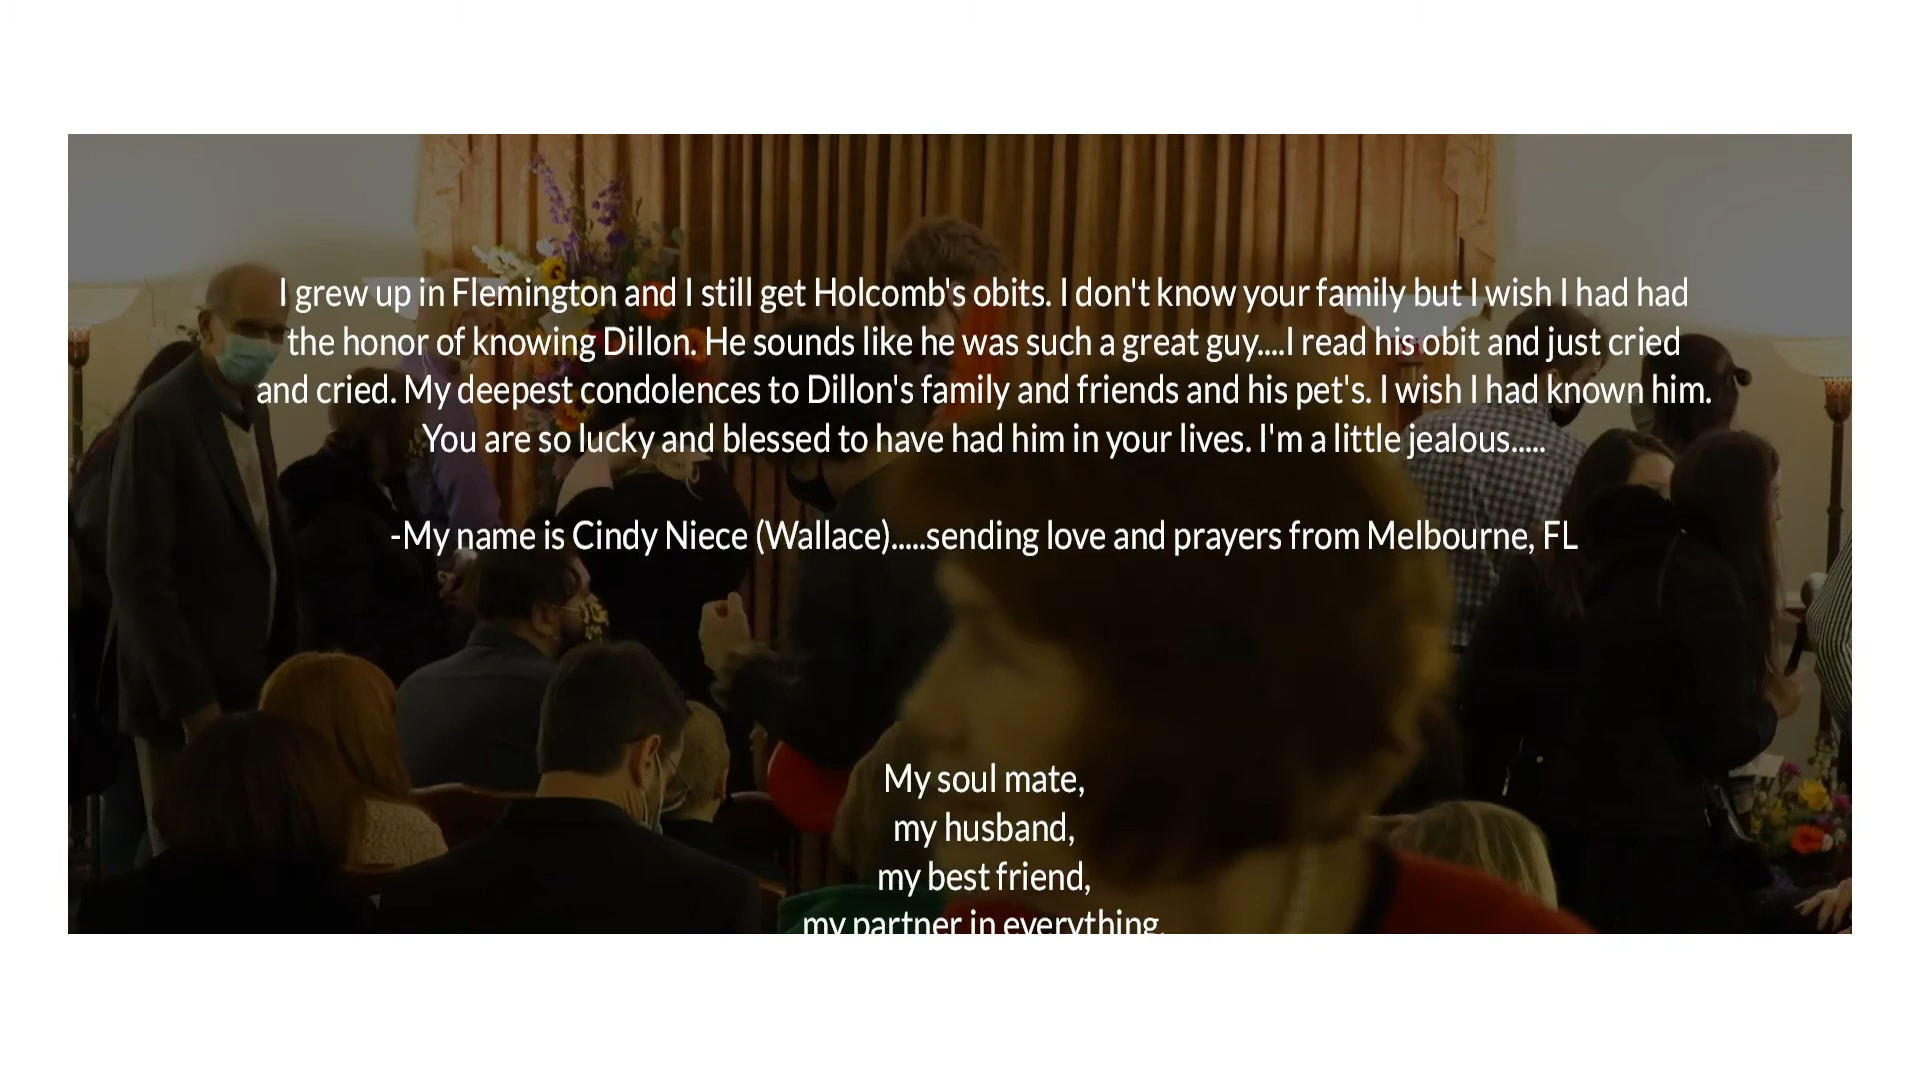 I grew up in Flemington and I still get Holcomb's obits. I don't know your family but I wish I had had
the honor of knowing Dillon. He sounds like he was such a great guy....I read his obit and just cried
and cried. My deepest condolences to Dillon's family and friends and his pet's. I wish I had known him.
You are so lucky and blessed to have had him in your lives. I'm a little jealous.....
-My name is Cindy Niece (Wallace).....sending love and prayers from Melbourne, FL
My soul mate,
my husband,
my best friend,
my partner in everything.